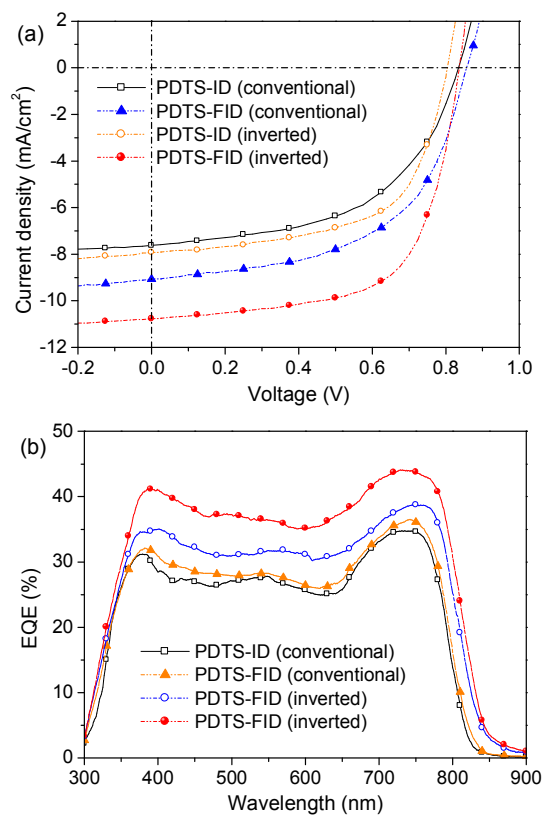 (a)
2
0
-2
-4
-6
-8
-10
-12
Current density (mA/cm²)
PDTS-ID (conventional)
PDTS-FID (conventional)
PDTS-ID (inverted)
PDTS-FID (inverted)
-0.2 0.0 0.2 0.4 0.6 0.8 1.0
Voltage (V)
(b)
50
40
30
20
10
0
EQE (%)
PDTS-ID (conventional)
PDTS-FID (conventional)
PDTS-FID (inverted)
PDTS-FID (inverted)
300 400 500 600 700 800 900
Wavelength (nm)